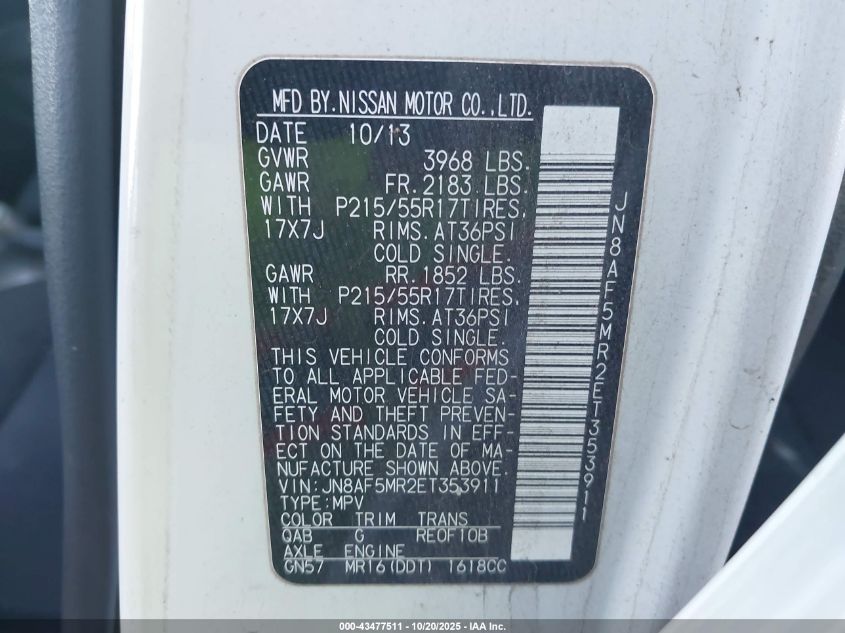 MFD BY.NISSAN MOTOR CO.,LTD.
DATE 10/13
GVWR 3968 LBS.
GAWR FR.2183 LBS.
WITH P215/55R17TIRES.
17X7J RIMS.AT36PSI
COLD SINGLE.
GAWR RR.1852 LBS.
WITH P215/55R17TIRES.
17X7J RIMS.AT36PSI
COLD SINGLE.
THIS VEHICLE CONFORMS
TO ALL APPLICABLE FED-
ERAL MOTOR VEHICLE SA-
FETY AND THEFT PREVEN-
TION STANDARDS IN EFF-
ECT ON THE DATE OF MA-
NUFACTURE SHOWN ABOVE.
VIN:JN8AF5MR2ET353911
TYPE:MPV
COLOR TRIM TRANS
QAB G RE0F10B
AXLE ENGINE
GN57 MR16(DDT) 1618CC
JN8AF5MR2ET353911
000-43477511 - 10/20/2025 - IAA Inc.